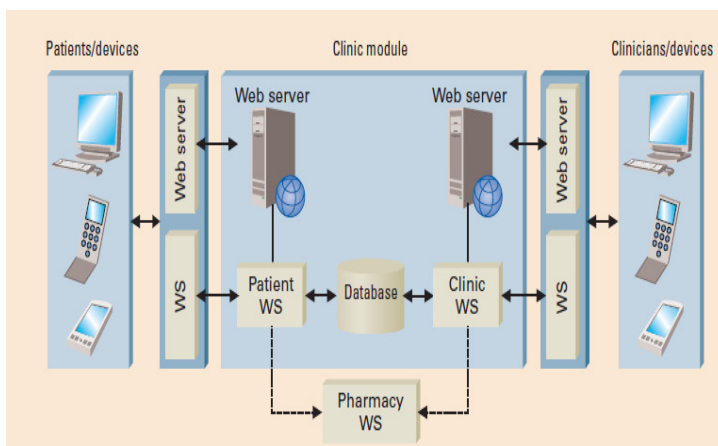 Patients/devices
Clinic module
Clinicians/devices
Web server
Web server
Web server
Web server
WS
Patient
WS
Database
Clinic
WS
WS
Pharmacy
WS